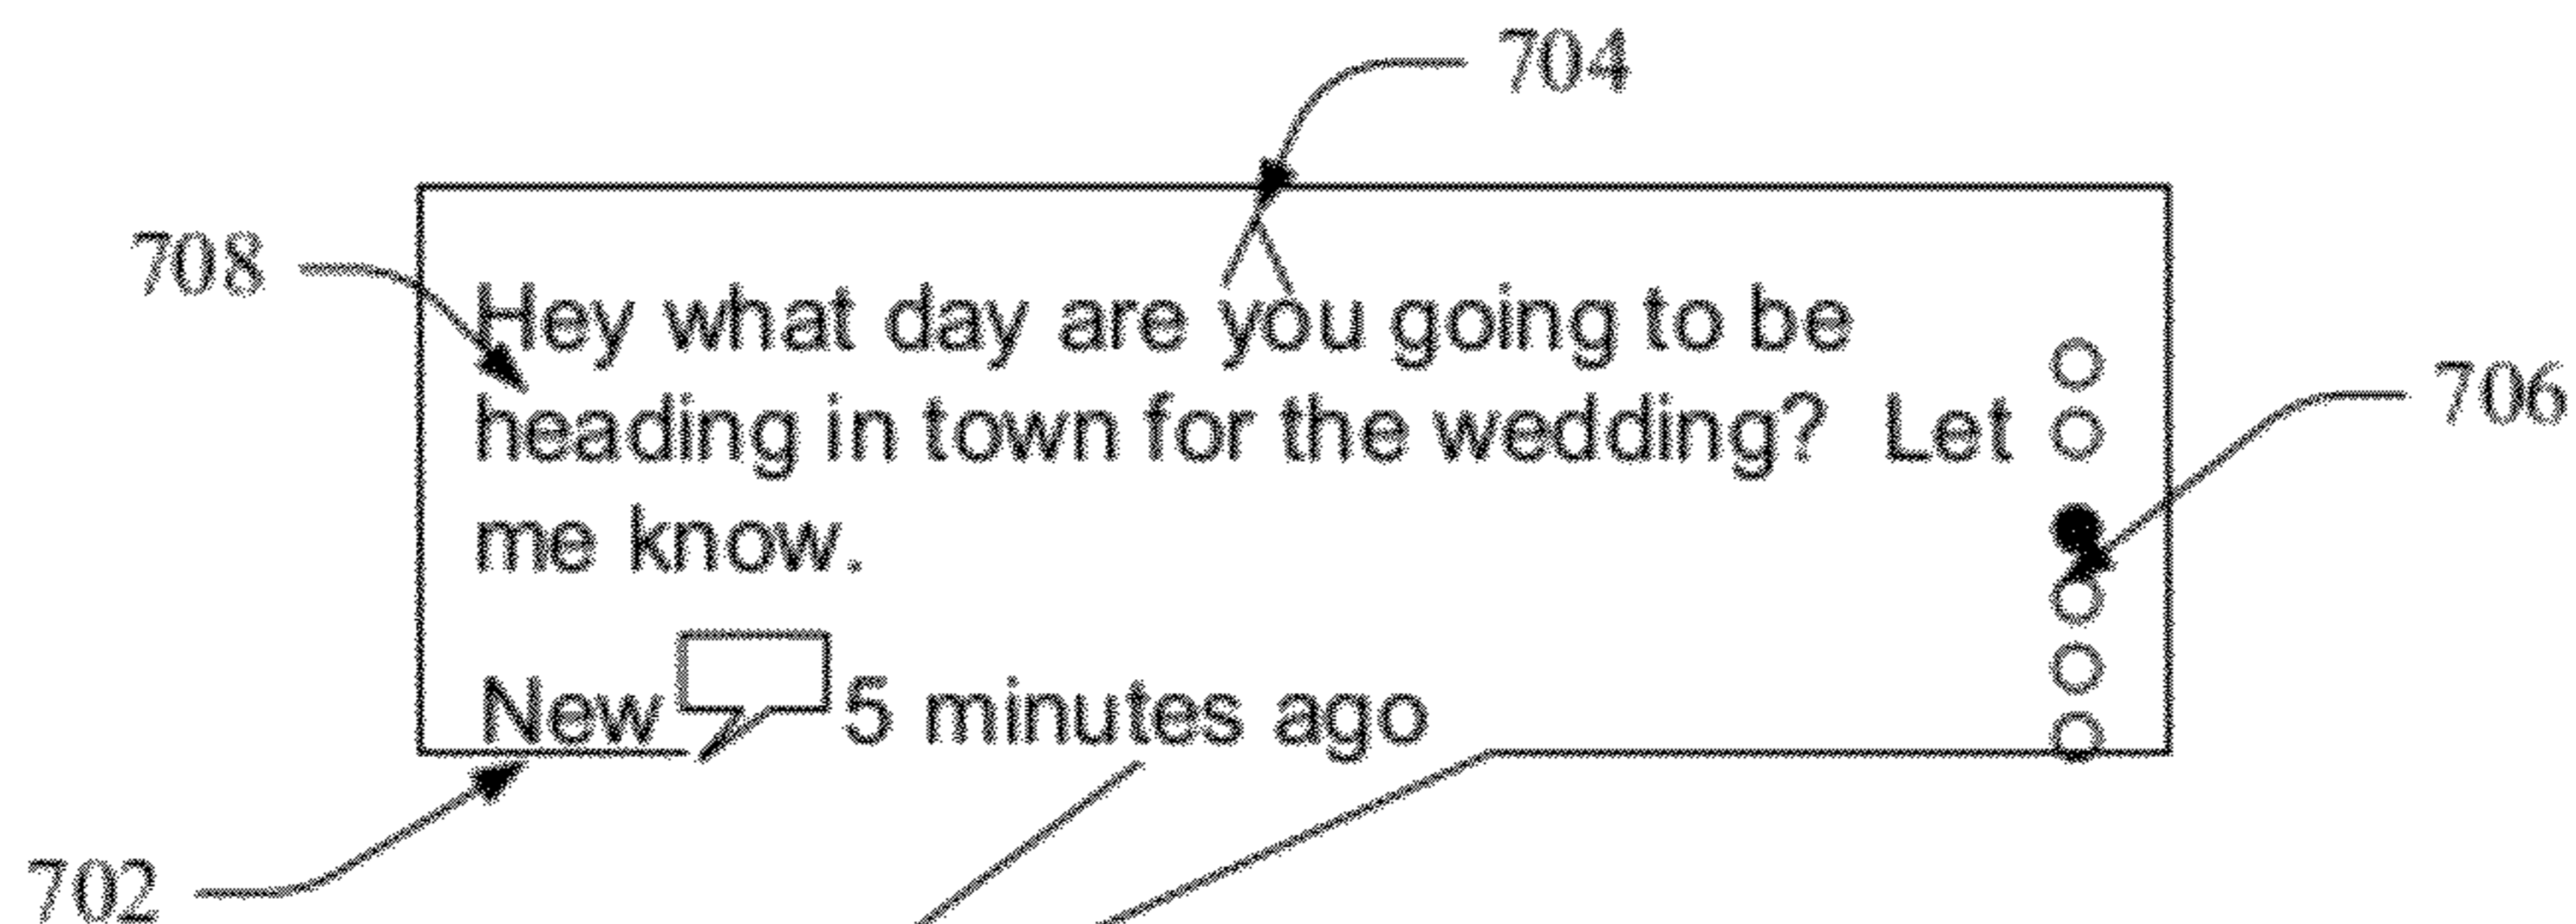 704
708
Hey what day are you going to be
heading in town for the wedding? Let
me know.
706
New 5 minutes ago
702